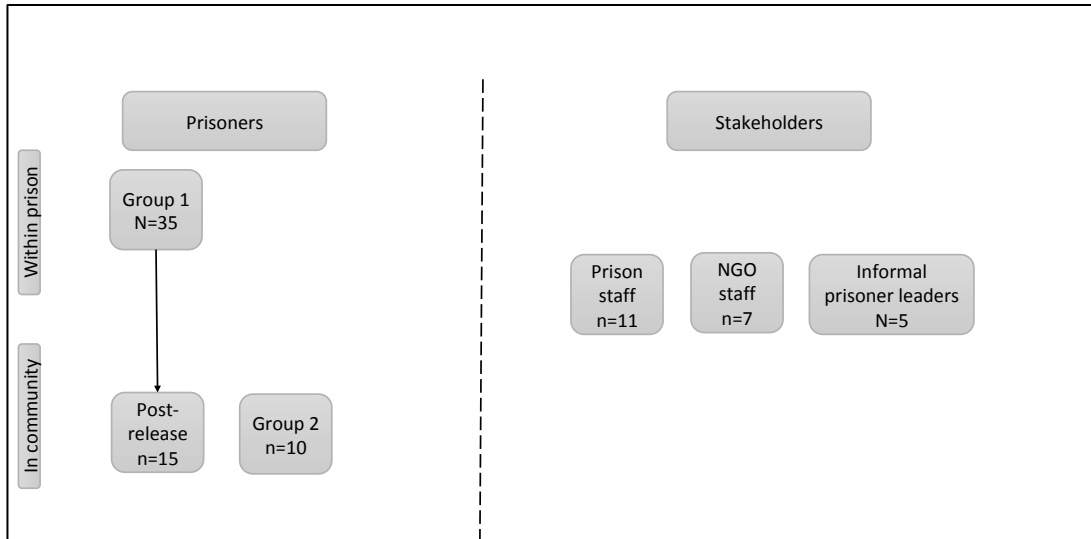 Prisoners
Stakeholders
Within prison
Group 1
N=35
Prison
staff
n=11
NGO
staff
n=7
Informal
prisoner leaders
N=5
In community
Post-
release
n=15
Group 2
n=10